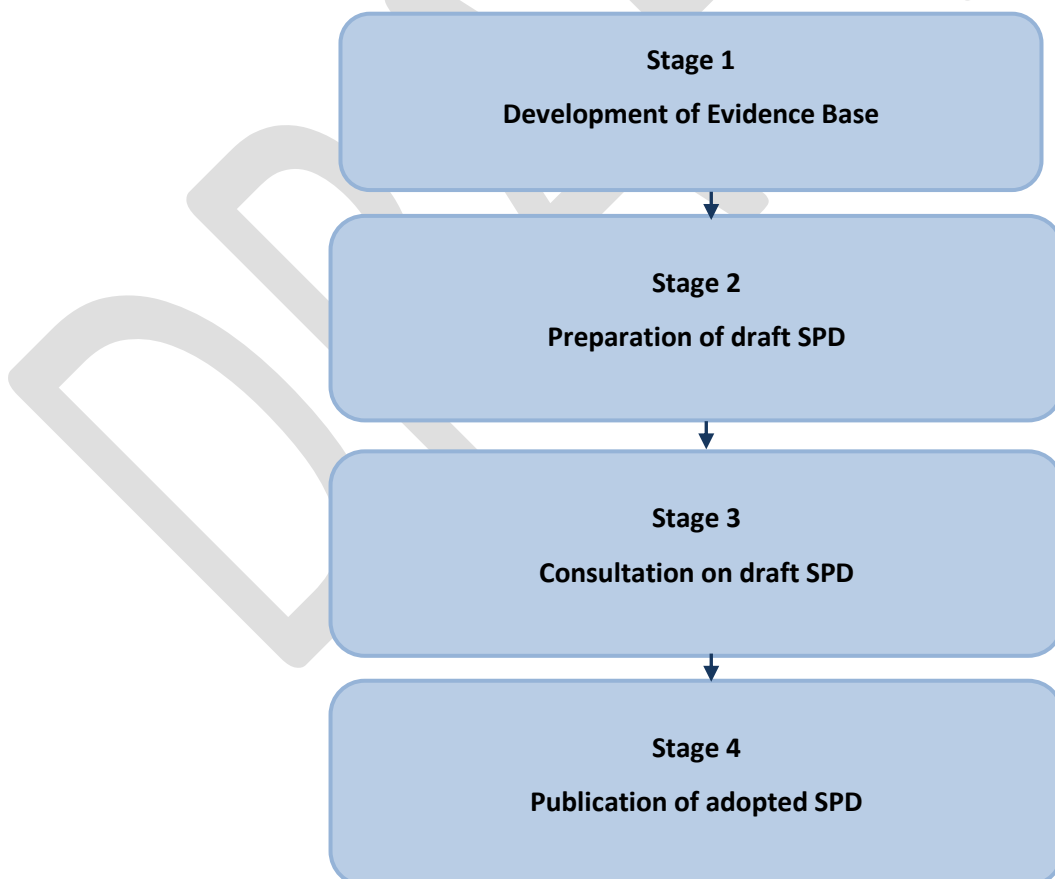 Stage 1
Development of Evidence Base
Stage 2
Preparation of draft SPD
Stage 3
Consultation on draft SPD
Stage 4
Publication of adopted SPD